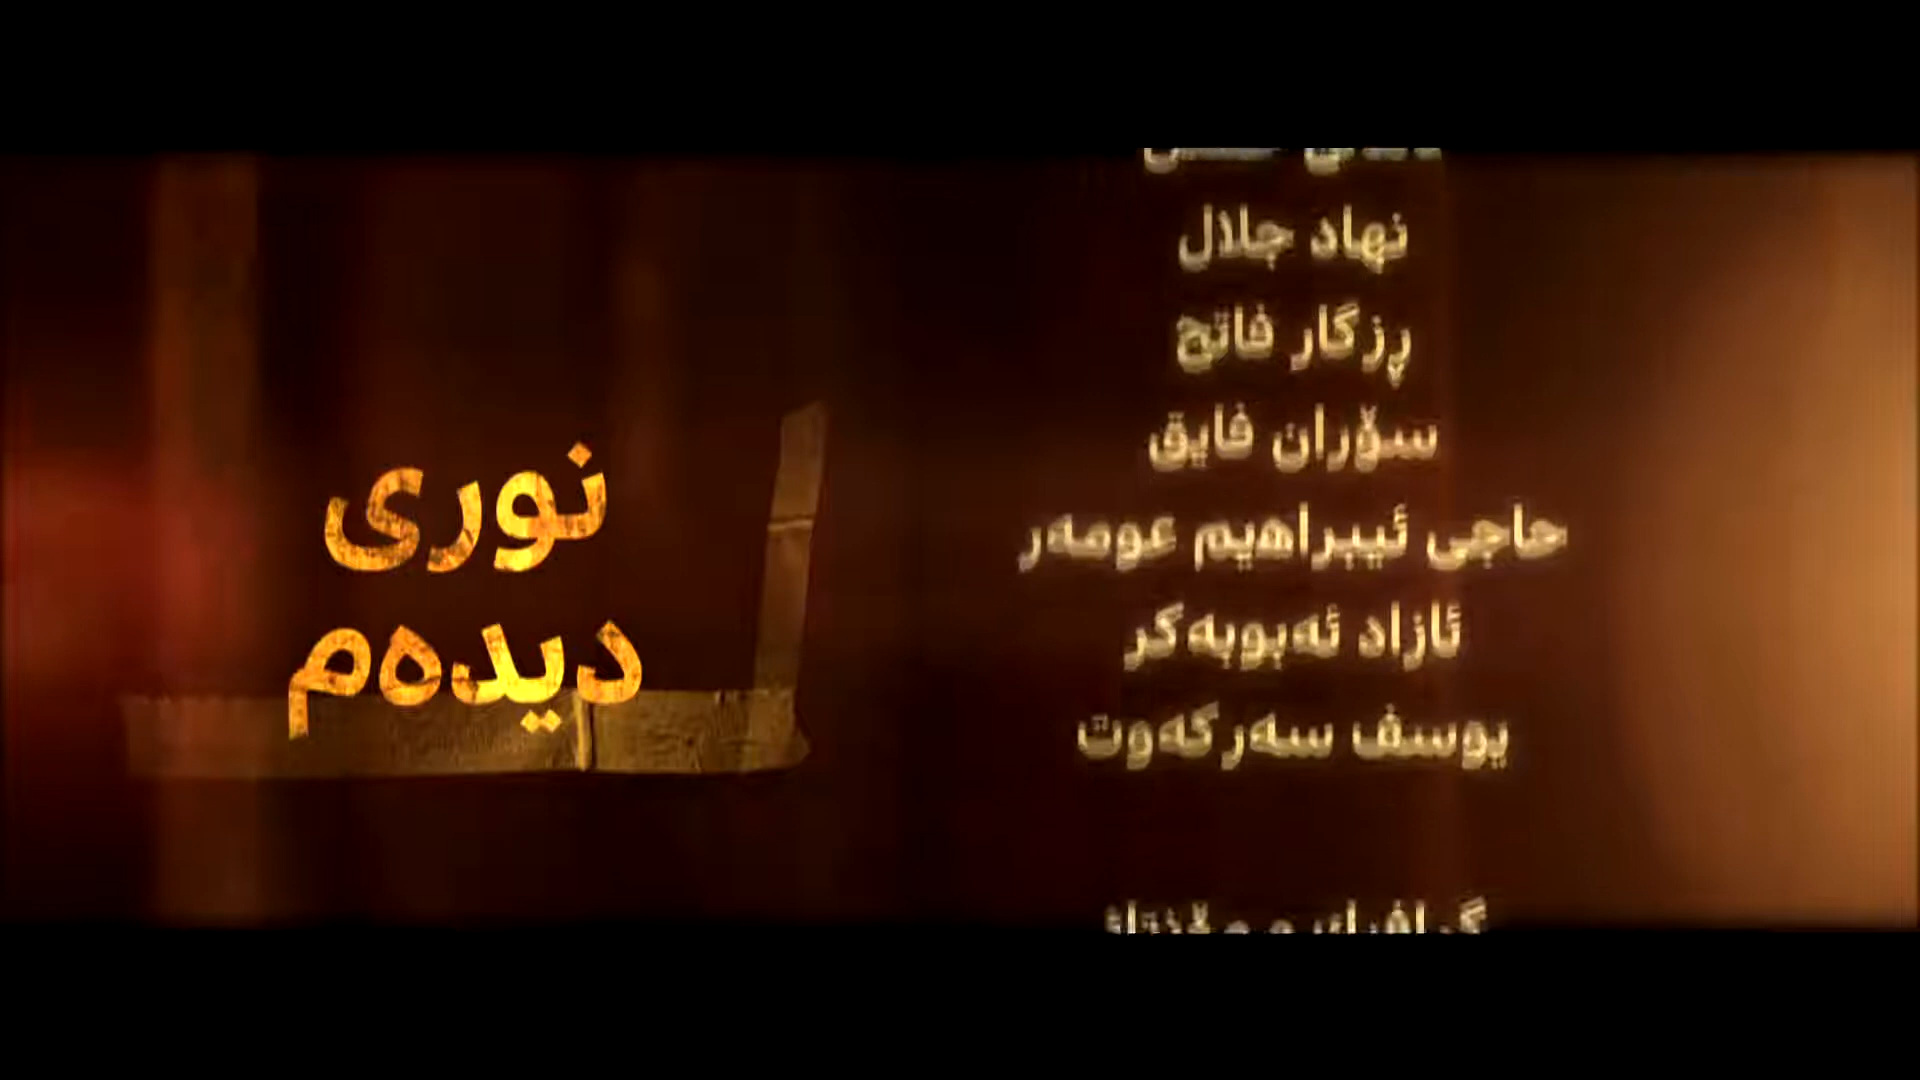 نوری
دیدەم
نهاد جلال
ڕزگار فاتح
سۆران فایق
حاجی ئیبراهیم عومەر
ئازاد ئەبوبەکر
یوسف سەرکەوت